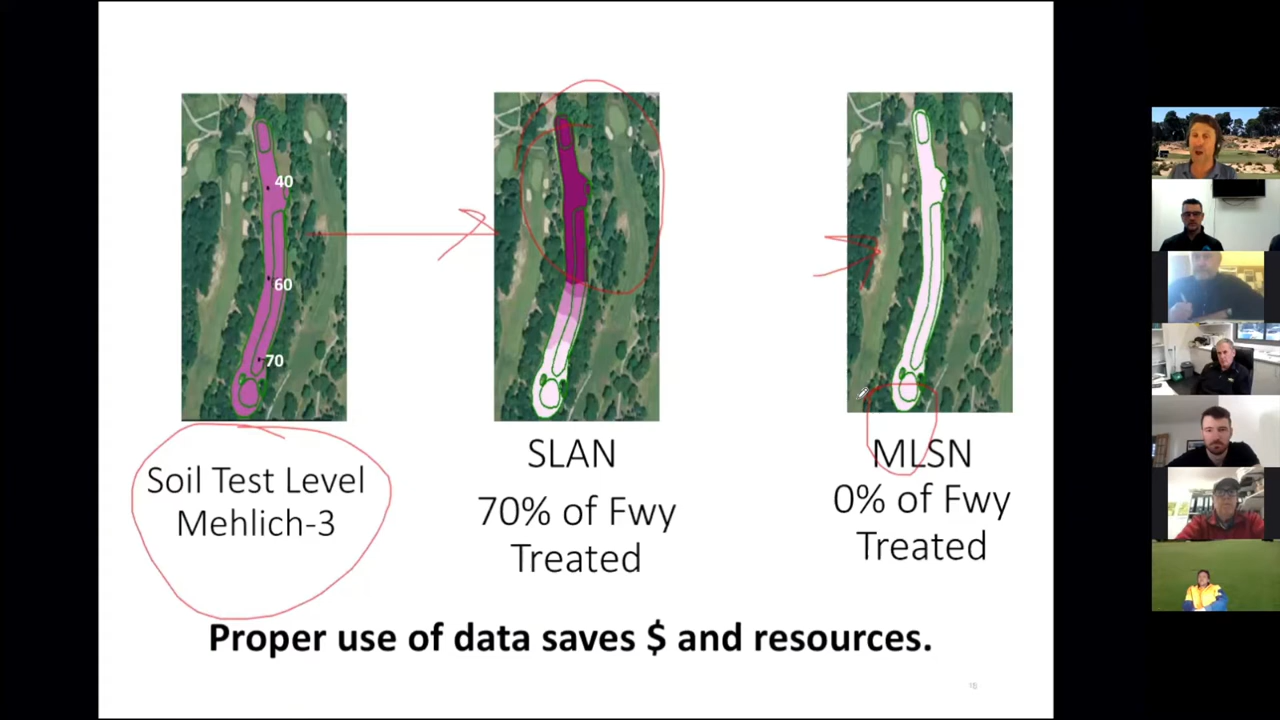 40
60
70
Soil Test Level
Mehlich-3
SLAN
70% of Fwy
Treated
MLSN
0% of Fwy
Treated
Proper use of data saves $ and resources.